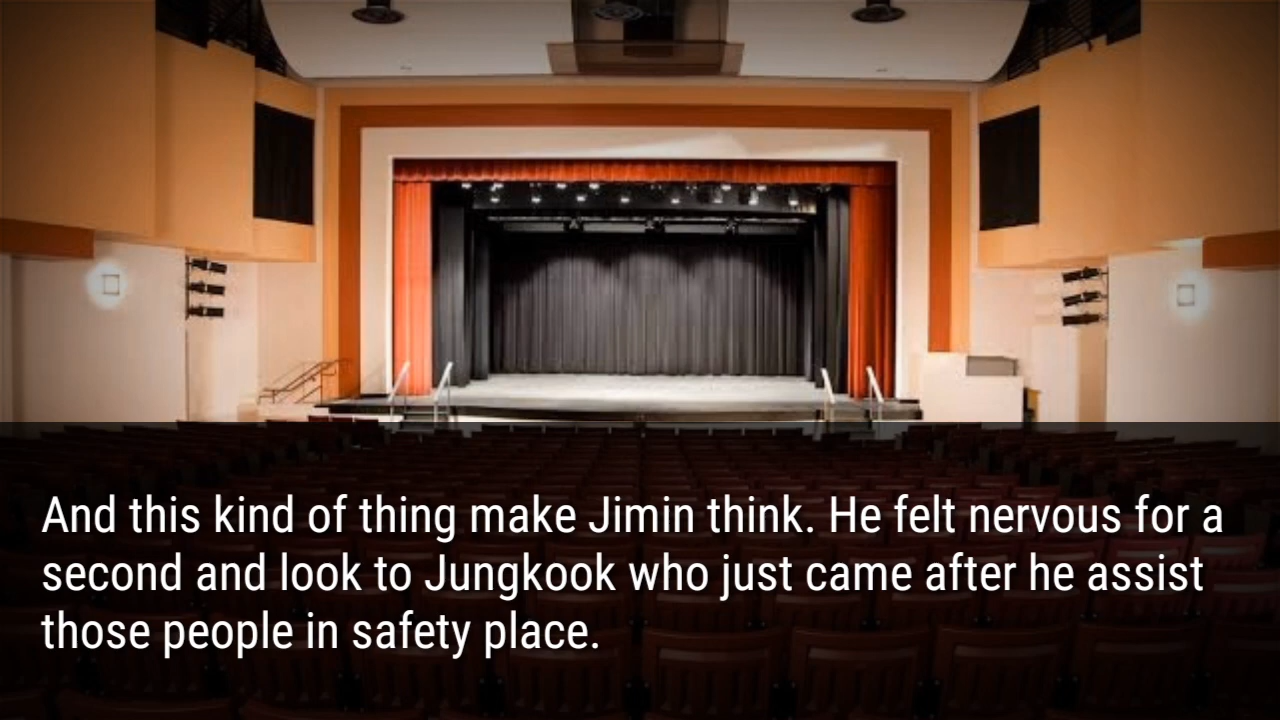 And this kind of thing make Jimin think. He felt nervous for a
second and look to Jungkook who just came after he assist
those people in safety place.